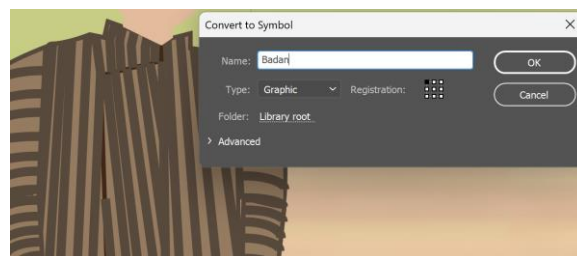 Convert to Symbol
Name: Badan OK
Type: Graphic Registration: Cancel
Folder: Library root
Advanced